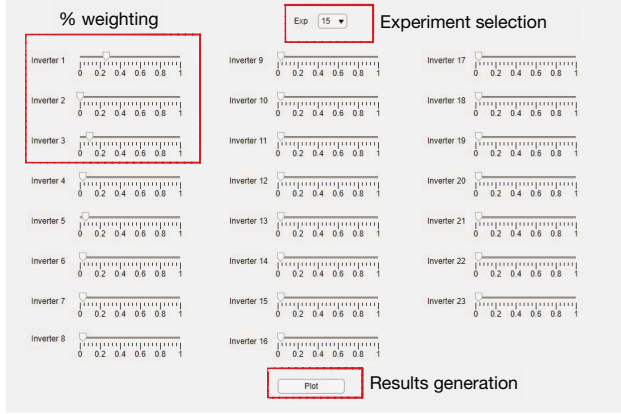 % weighting
Exp 15 Experiment selection
Inverter 1
0 0.2 0.4 0.6 0.8 1
Inverter 2
0 0.2 0.4 0.6 0.8 1
Inverter 3
0 0.2 0.4 0.6 0.8 1
Inverter 4
0 0.2 0.4 0.6 0.8 1
Inverter 5
0 0.2 0.4 0.6 0.8 1
Inverter 6
0 0.2 0.4 0.6 0.8 1
Inverter 7
0 0.2 0.4 0.6 0.8 1
Inverter 8
0 0.2 0.4 0.6 0.8 1
Inverter 9
0 0.2 0.4 0.6 0.8 1
Inverter 10
0 0.2 0.4 0.6 0.8 1
Inverter 11
0 0.2 0.4 0.6 0.8 1
Inverter 12
0 0.2 0.4 0.6 0.8 1
Inverter 13
0 0.2 0.4 0.6 0.8 1
Inverter 14
0 0.2 0.4 0.6 0.8 1
Inverter 15
0 0.2 0.4 0.6 0.8 1
Inverter 16
0 0.2 0.4 0.6 0.8 1
Inverter 17
0 0.2 0.4 0.6 0.8 1
Inverter 18
0 0.2 0.4 0.6 0.8 1
Inverter 19
0 0.2 0.4 0.6 0.8 1
Inverter 20
0 0.2 0.4 0.6 0.8 1
Inverter 21
0 0.2 0.4 0.6 0.8 1
Inverter 22
0 0.2 0.4 0.6 0.8 1
Inverter 23
0 0.2 0.4 0.6 0.8 1
Plot Results generation